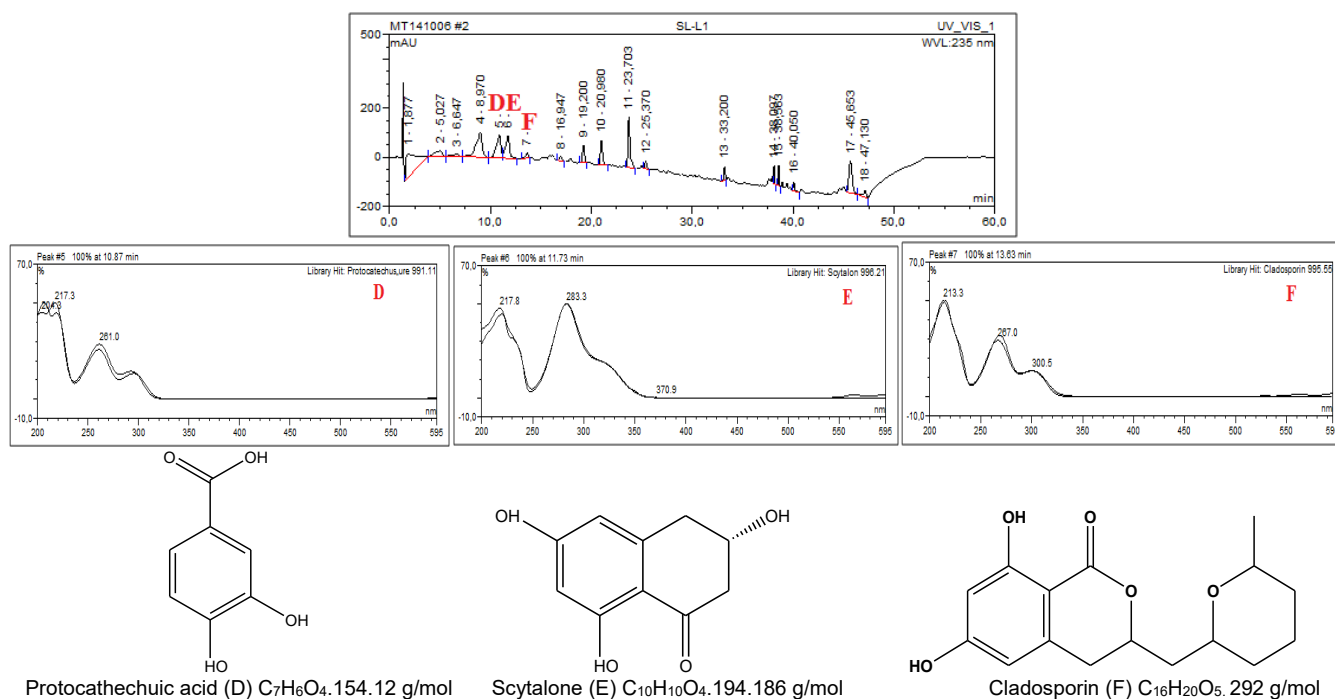 MT141006 #2 SL-L1 UV_VIS_1
mAU WVL:235 nm
500
200
0
-200
1 - 1,877
2 - 5,027
3 - 6,647
4 - 8,970
DE
5 -
6 -
F
7 -
8 - 16,947
9 - 19,200
10 - 20,980
11 - 23,703
12 - 25,370
13 - 33,200
16 - 40,050
17 - 45,653
18 - 47,130
min
0,0 10,0 20,0 30,0 40,0 50,0 60,0
Peak #5 100% at 10.87 min
70,0
%
Library Hit: Protocatechus,ure 991.11
D
217.3
261.0
-10,0
nm
200 250 300 350 400 450 500 595
Peak #6 100% at 11.73 min
70,0
%
Library Hit: Scytalon 996.21
E
217.8
283.3
370.9
-10,0
nm
200 250 300 350 400 450 500 595
Peak #7 100% at 13.63 min
70,0
%
Library Hit: Cladosporin 995.55
F
213.3
267.0
300.5
-10,0
nm
200 250 300 350 400 450 500 59
O OH
OH
HO
HO OH
HO O
OH O
O O
HO
Protocathechuic acid (D) C₇H₆O₄.154.12 g/mol
Scytalone (E) C₁₀H₁₀O₄.194.186 g/mol
Cladosporin (F) C₁₆H₂₀O₅. 292 g/mol